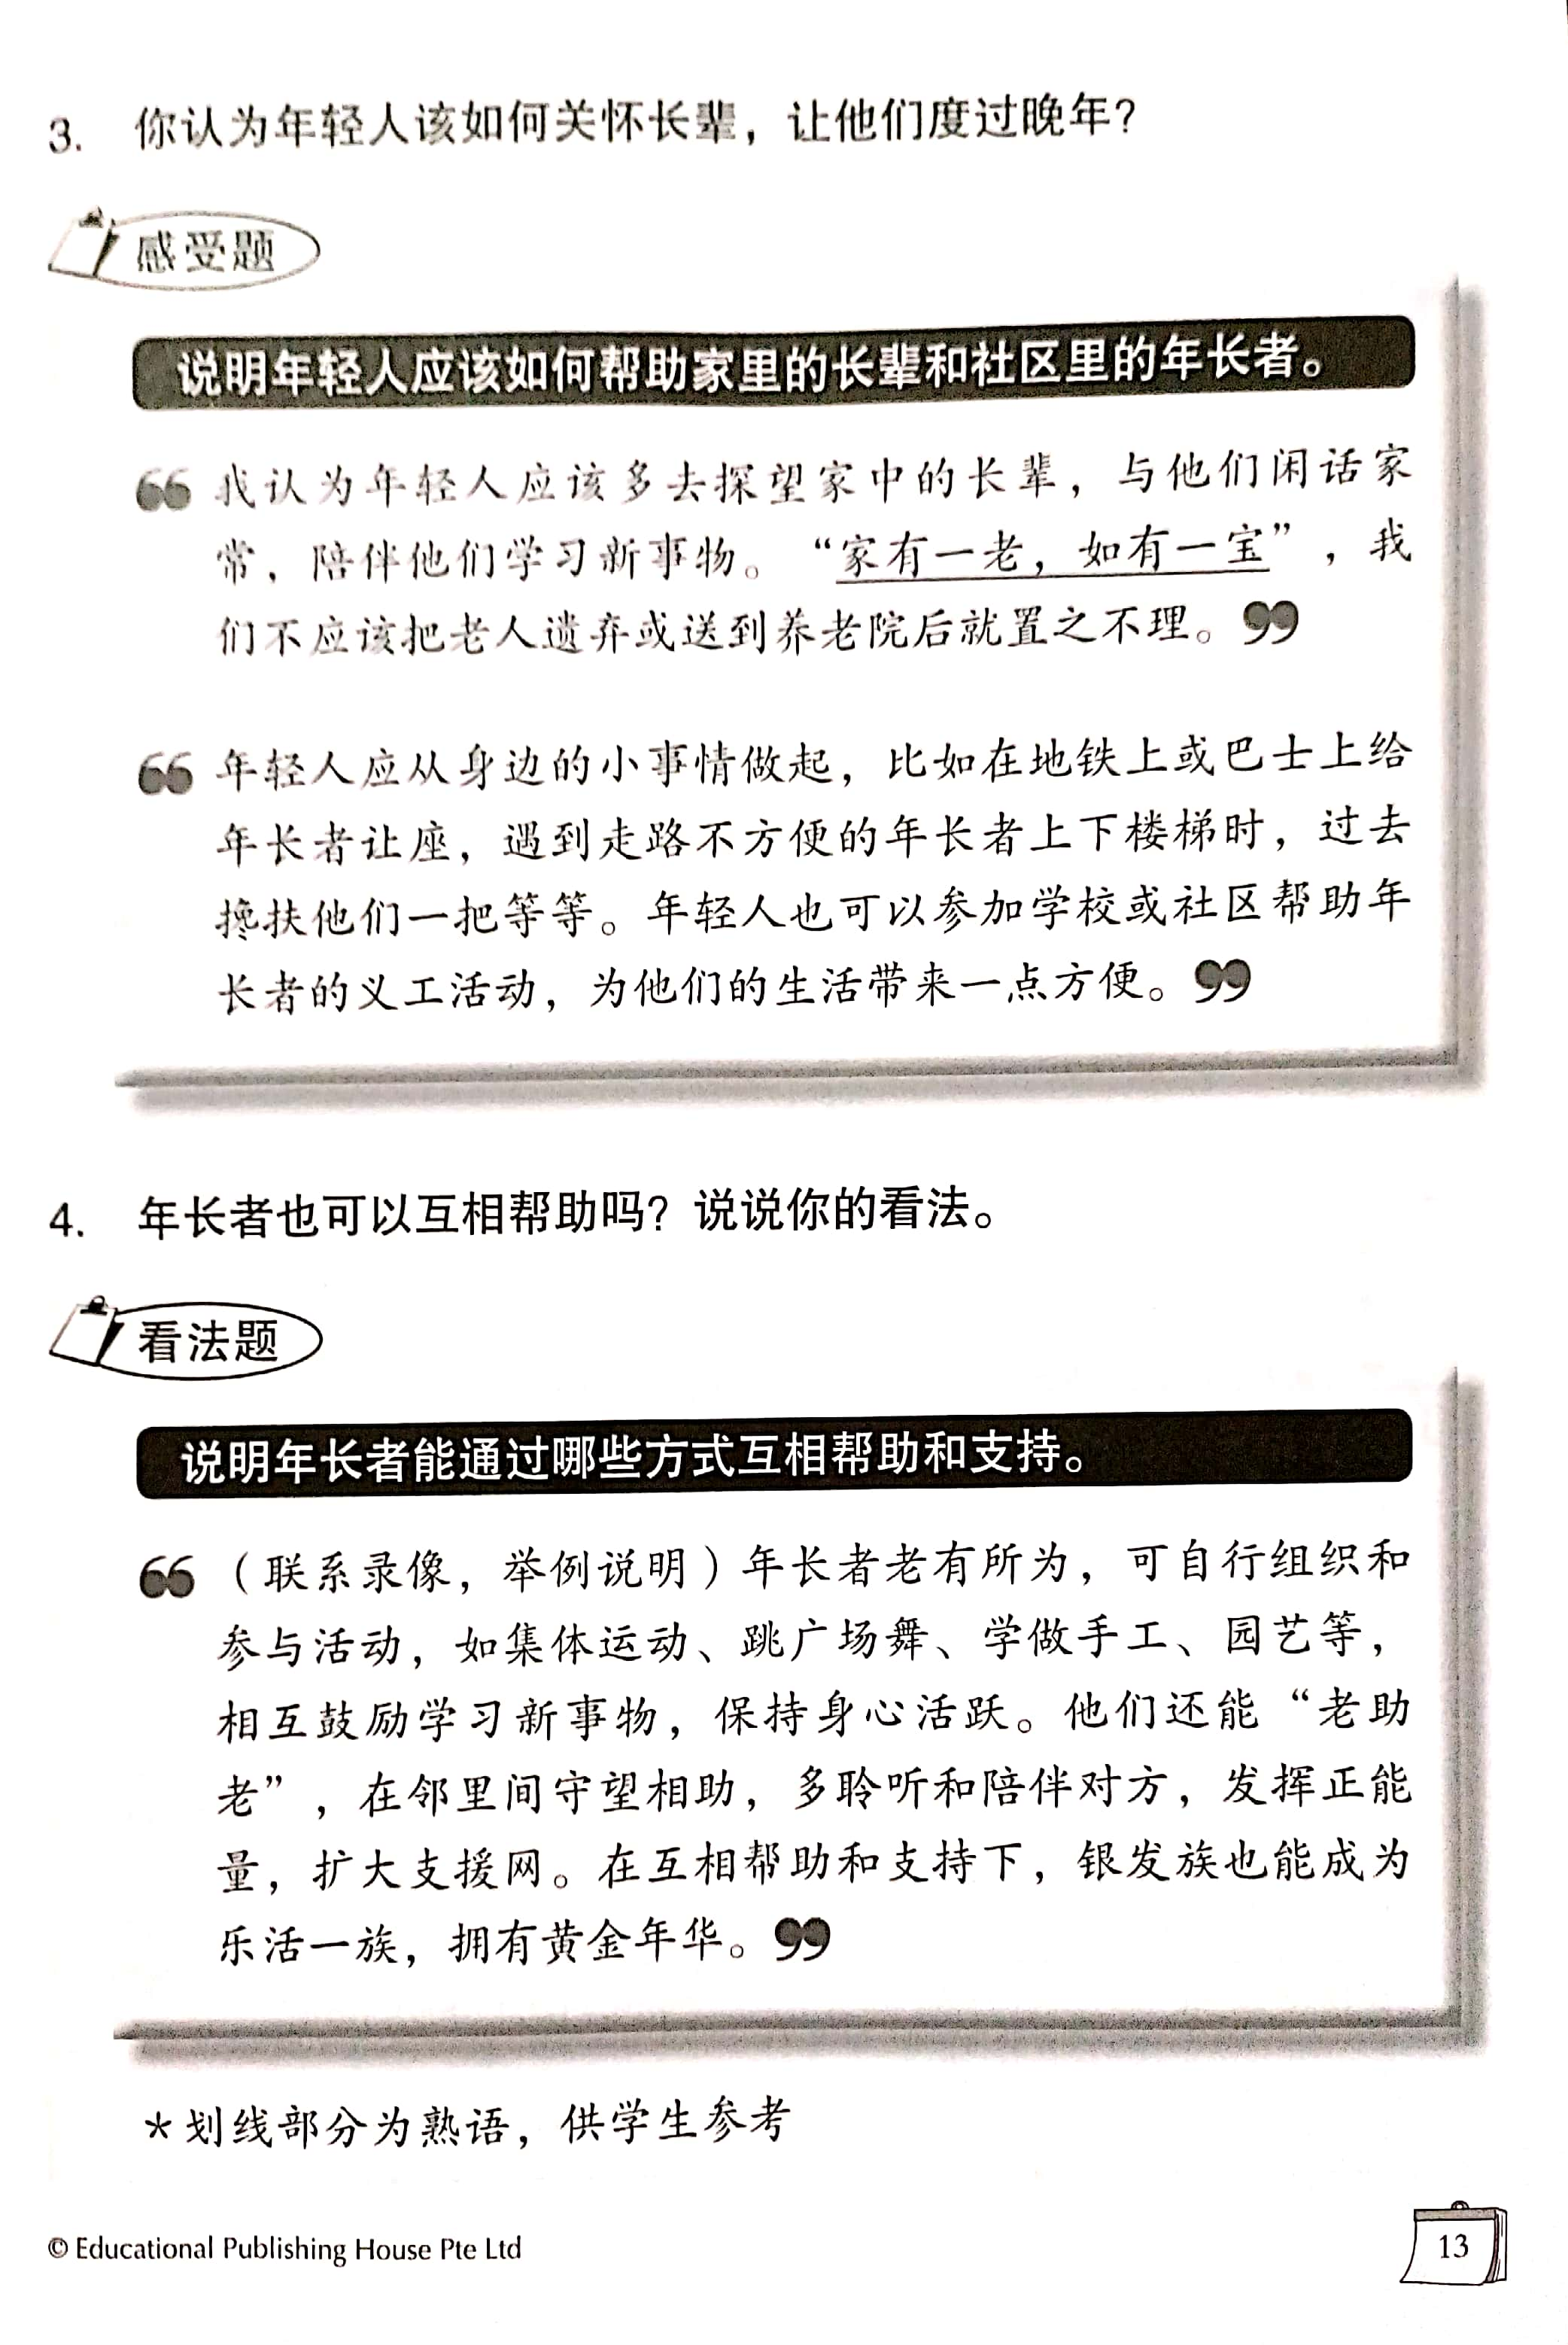 3. 你认为年轻人该如何关怀长辈，让他们度过晚年？
感受题
说明年轻人应该如何帮助家里的长辈和社区里的年长者。
“我认为年轻人应该多去探望家中的长辈，与他们闲话家
常，陪伴他们学习新事物。“家有一老，如有一宝”，我
们不应该把老人遗弃或送到养老院后就置之不理。”
“年轻人应从身边的小事情做起，比如在地铁上或巴士上给
年长者让座，遇到走路不方便的年长者上下楼梯时，过去
搀扶他们一把等等。年轻人也可以参加学校或社区帮助年
长者的义工活动，为他们的生活带来一点方便。”
4. 年长者也可以互相帮助吗？说说你的看法。
看法题
说明年长者能通过哪些方式互相帮助和支持。
“（联系录像，举例说明）年长者老有所为，可自行组织和
参与活动，如集体运动、跳广场舞、学做手工、园艺等，
相互鼓励学习新事物，保持身心活跃。他们还能“老助
老”，在邻里间守望相助，多聆听和陪伴对方，发挥正能
量，扩大支援网。在互相帮助和支持下，银发族也能成为
乐活一族，拥有黄金年华。”
*划线部分为熟语，供学生参考
© Educational Publishing House Pte Ltd
13